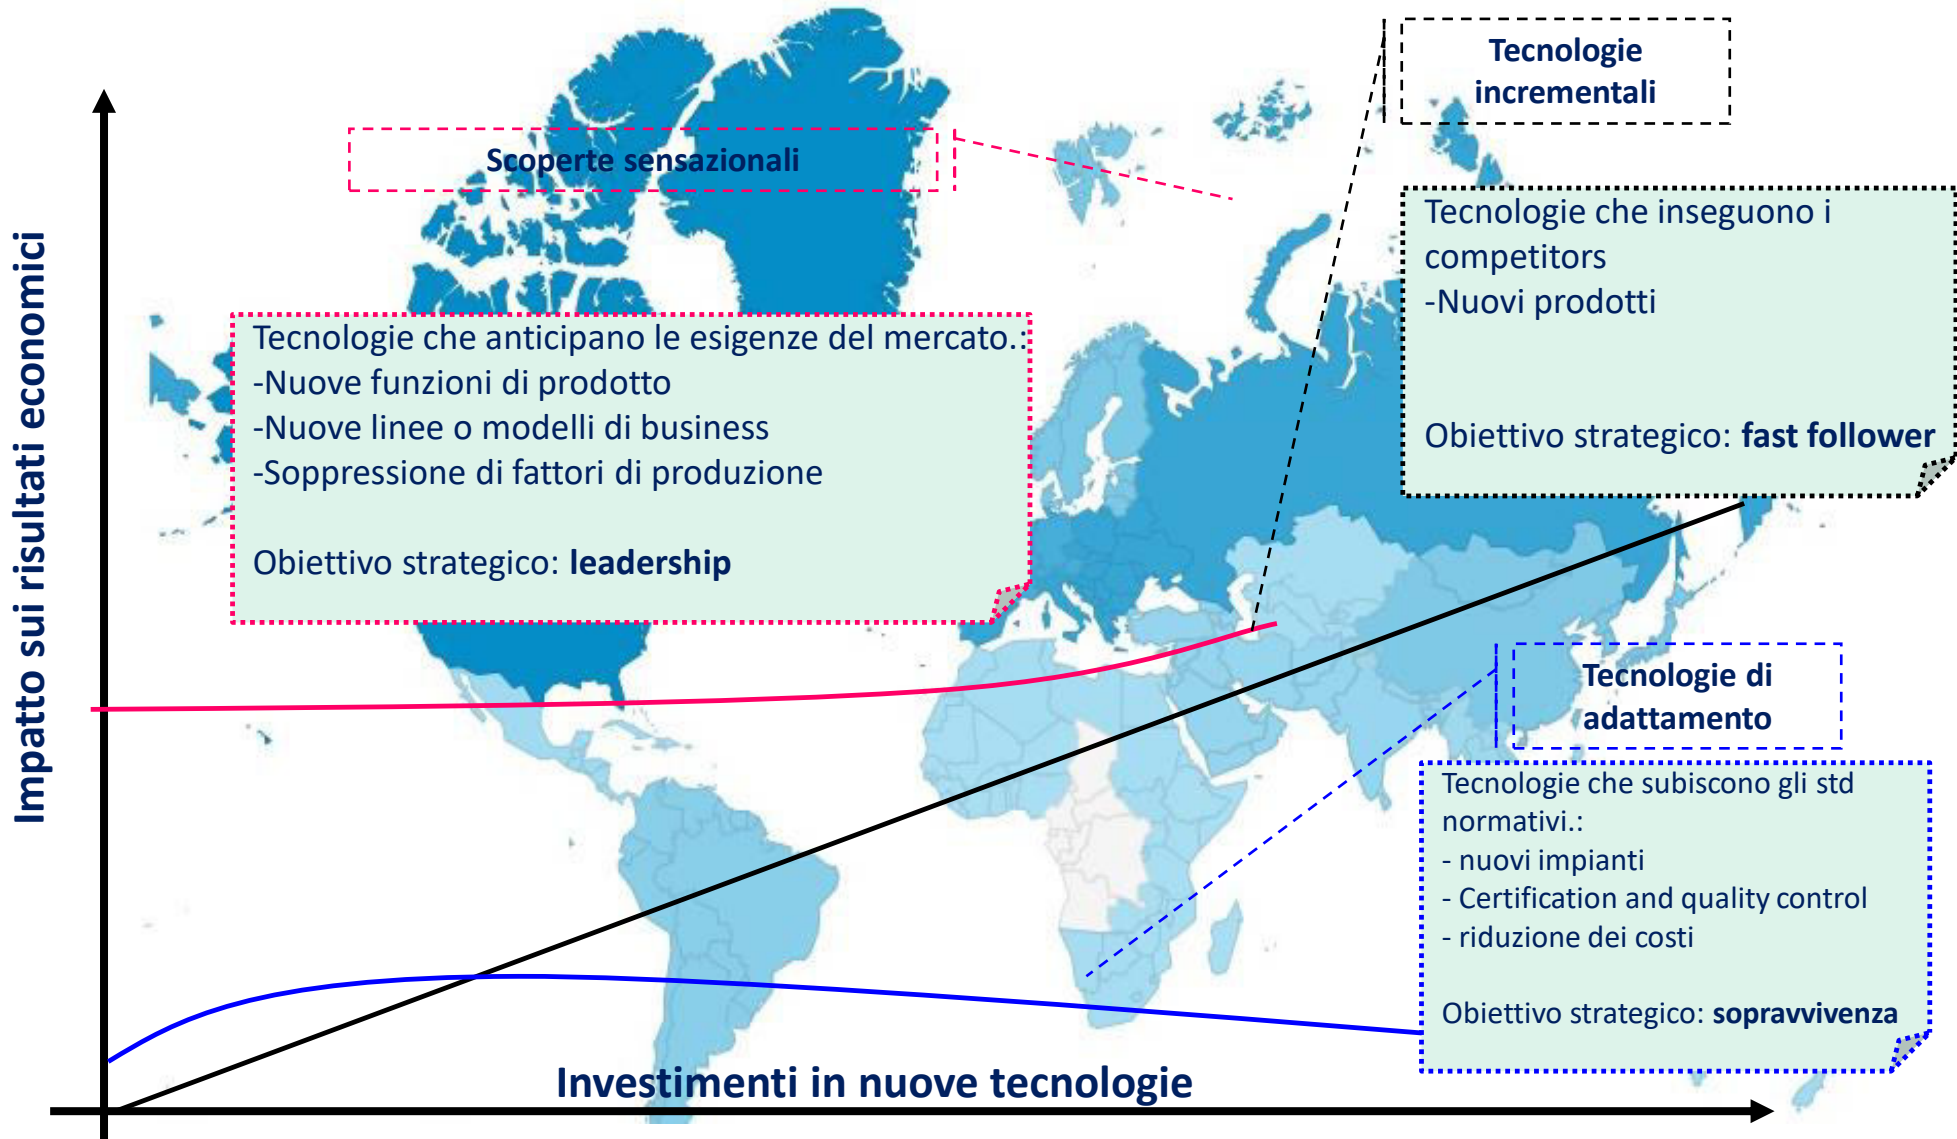 Tecnologie
incrementali
Scoperte sensazionali
Tecnologie che inseguono i
competitors
-Nuovi prodotti
Obiettivo strategico: fast follower
Impatto sui risultati economici
Tecnologie che anticipano le esigenze del mercato.:
-Nuove funzioni di prodotto
-Nuove linee o modelli di business
-Soppressione di fattori di produzione
Obiettivo strategico: leadership
Tecnologie di
adattamento
Tecnologie che subiscono gli std
normativi.:
- nuovi impianti
- Certification and quality control
- riduzione dei costi
Obiettivo strategico: sopravvivenza
Investimenti in nuove tecnologie